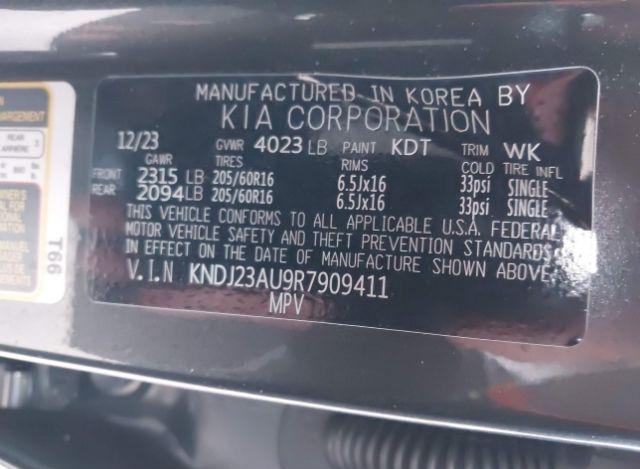 MANUFACTURED IN KOREA BY
KIA CORPORATION
12/23 GVWR 4023 LB PAINT KDT TRIM WK
GAWR TIRES RIMS COLD TIRE INFL
FRONT 2315 LB 205/60R16 6.5Jx16 33psi SINGLE
REAR 2094 LB 205/60R16 6.5Jx16 33psi SINGLE
THIS VEHICLE CONFORMS TO ALL APPLICABLE U.S.A. FEDERAL
MOTOR VEHICLE SAFETY AND THEFT PREVENTION STANDARDS
IN EFFECT ON THE DATE OF MANUFACTURE SHOWN ABOVE.
V.I.N KNDJ23AU9R7909411
MPV
REAR
T66